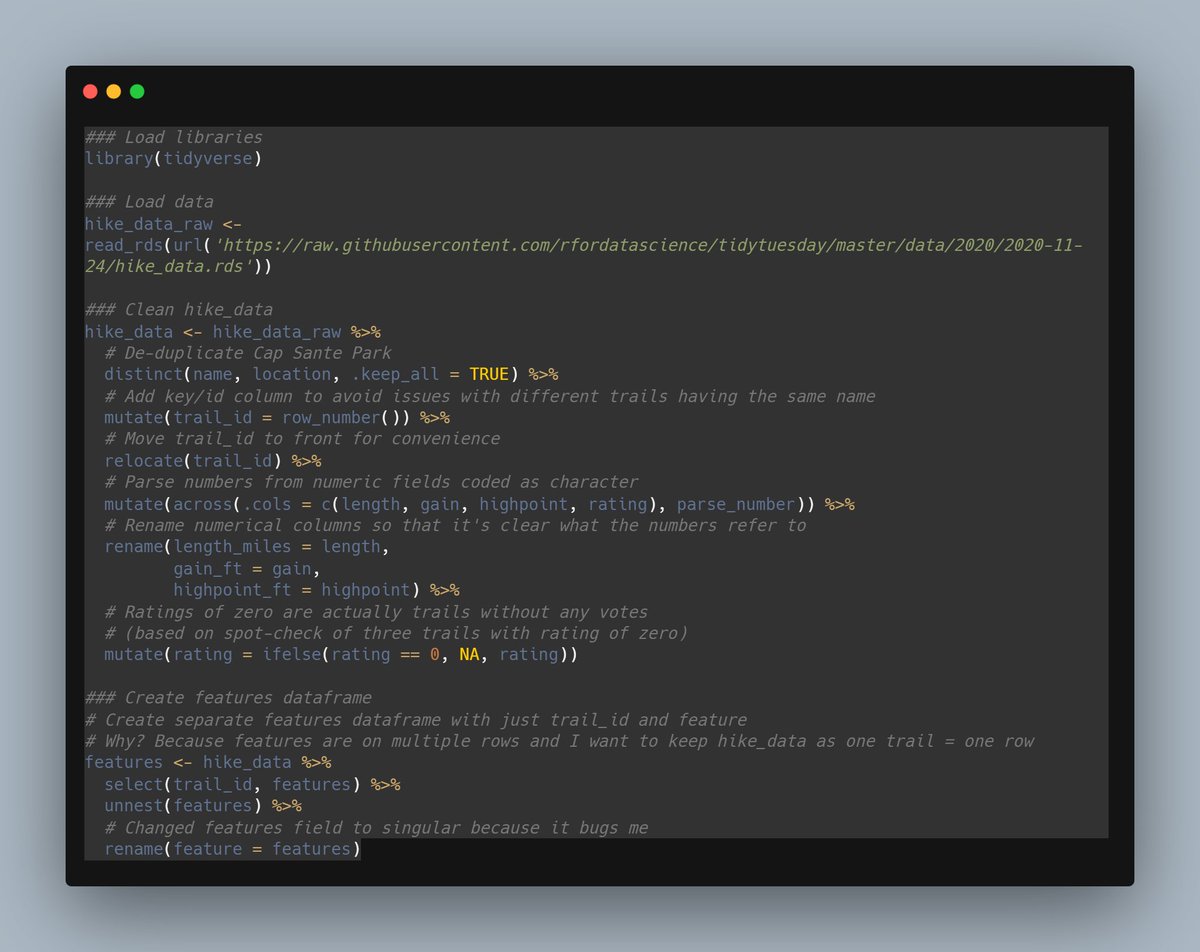 ### Load libraries
library(tidyverse)

### Load data
hike_data_raw <-
read_rds(url('https://raw.githubusercontent.com/rfordatascience/tidytuesday/master/data/2020/2020-11-
24/hike_data.rds'))

### Clean hike_data
hike_data <- hike_data_raw %>%
  # De-duplicate Cap Sante Park
  distinct(name, location, .keep_all = TRUE) %>%
  # Add key/id column to avoid issues with different trails having the same name
  mutate(trail_id = row_number()) %>%
  # Move trail_id to front for convenience
  relocate(trail_id) %>%
  # Parse numbers from numeric fields coded as character
  mutate(across(.cols = c(length, gain, highpoint, rating), parse_number)) %>%
  # Rename numerical columns so that it's clear what the numbers refer to
  rename(length_miles = length,
         gain_ft = gain,
         highpoint_ft = highpoint) %>%
  # Ratings of zero are actually trails without any votes
  # (based on spot-check of three trails with rating of zero)
  mutate(rating = ifelse(rating == 0, NA, rating))

### Create features dataframe
# Create separate features dataframe with just trail_id and feature
# Why? Because features are on multiple rows and I want to keep hike_data as one trail = one row
features <- hike_data %>%
  select(trail_id, features) %>%
  unnest(features) %>%
  # Changed features field to singular because it bugs me
  rename(feature = features)